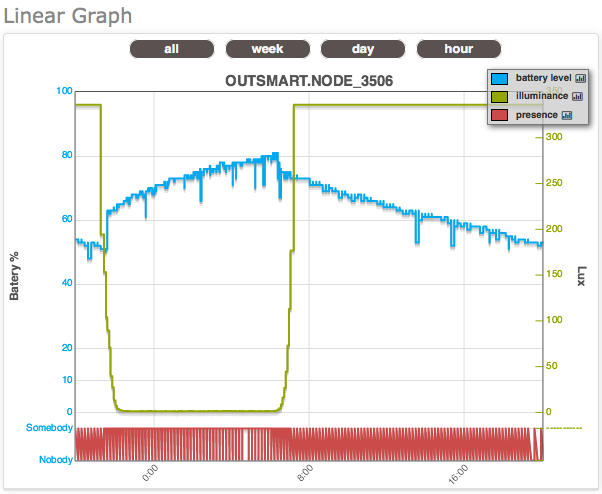 Linear Graph
all week day hour
OUTSMART.NODE_3506
battery level
illuminance
presence
100
80
60
40
20
10
0
Batery %
350
300
250
200
150
100
50
0
Lux
Somebody
Nobody
0:00 8:00 16:00